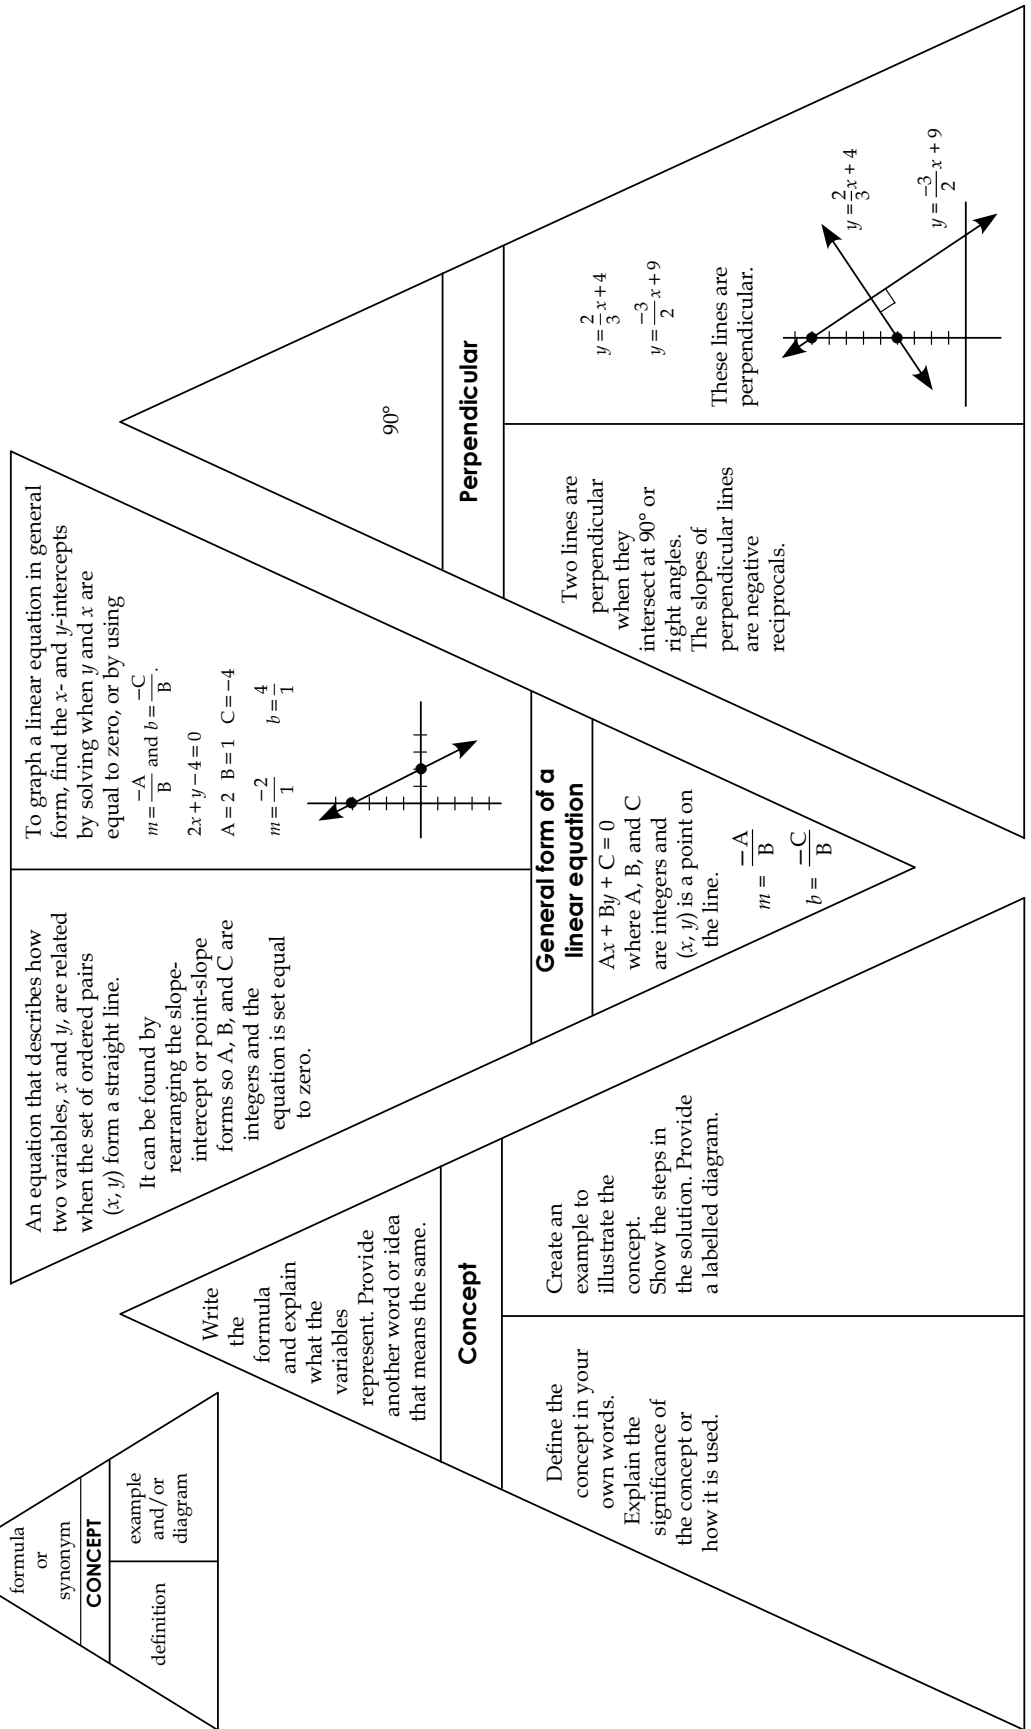 formula
or
synonym
CONCEPT
definition
example
and/or
diagram
Write
the
formula
and explain
what the
variables
represent. Provide
another word or idea
that means the same.
Concept
Define the
concept in your
own words.
Explain the
significance of
the concept or
how it is used.
Create an
example to
illustrate the
concept.
Show the steps in
the solution. Provide
a labelled diagram.
An equation that describes how
two variables, x and y, are related
when the set of ordered pairs
(x, y) form a straight line.
It can be found by
rearranging the slope-
intercept or point-slope
forms so A, B, and C are
integers and the
equation is set equal
to zero.
To graph a linear equation in general
form, find the x- and y-intercepts
by solving when y and x are
equal to zero, or by using
m = −A/B and b = −C/B.
2x + y − 4 = 0
A = 2 B = 1 C = −4
m = −2/1 b = 4/1
General form of a
linear equation
Ax + By + C = 0
where A, B, and C
are integers and
(x, y) is a point on
the line.
m = −A/B
b = −C/B
90°
Perpendicular
Two lines are
perpendicular
when they
intersect at 90° or
right angles.
The slopes of
perpendicular lines
are negative
reciprocals.
y = 2/3 x + 4
y = −3/2 x + 9
These lines are
perpendicular.
y = 2/3 x + 4
y = −3/2 x + 9